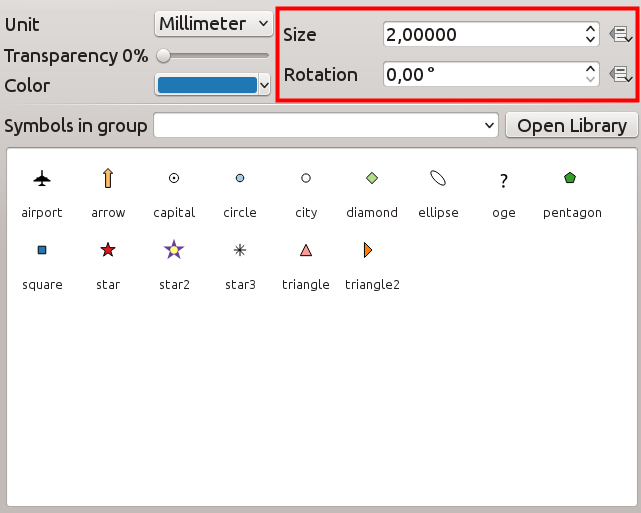 Unit Millimeter
Size 2,00000
Transparency 0%
Rotation 0,00 °
Color
Symbols in group Open Library
?
airport arrow capital circle city diamond ellipse oge pentagon
square star star2 star3 triangle triangle2